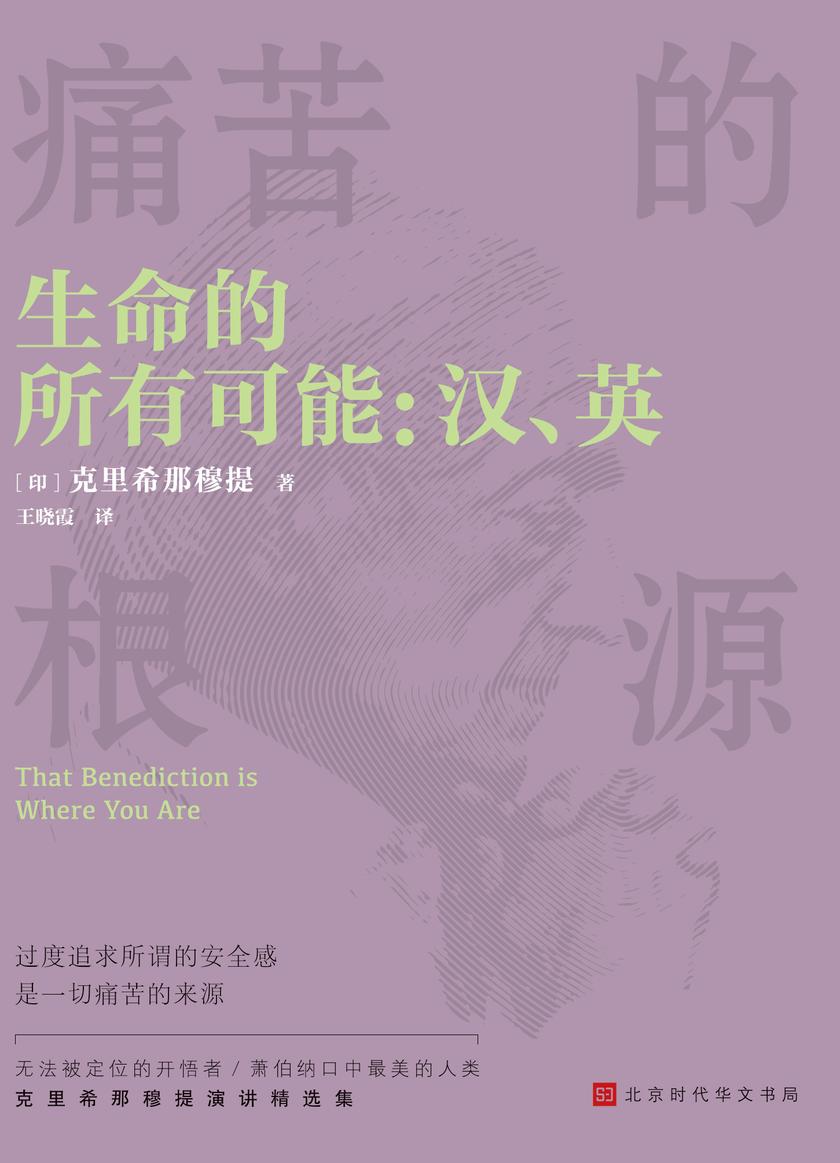 痛苦 的
生命的
所有可能：汉、英
［印］克里希那穆提 著
王晓霞 译
根 源
That Benediction is
Where You Are
过度追求所谓的安全感
是一切痛苦的来源
无法被定位的开悟者 / 萧伯纳口中最美的人类
克里希那穆提演讲精选集
北京时代华文书局